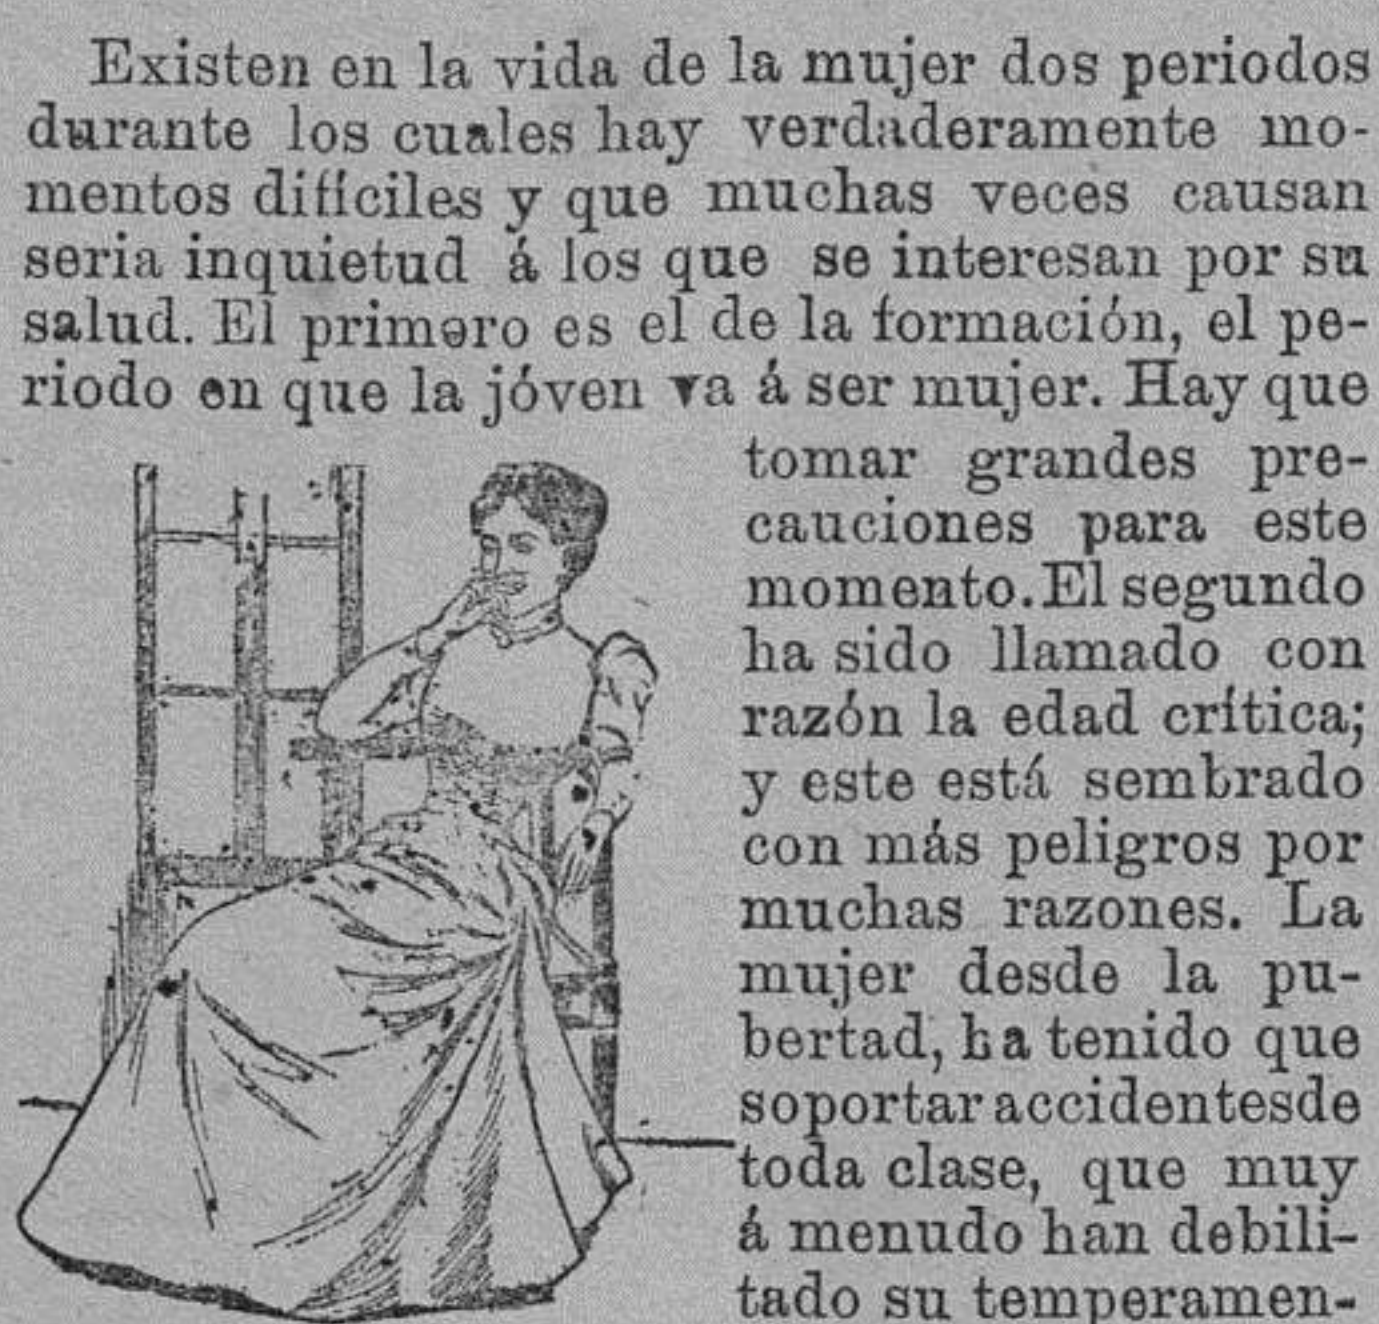 Existen en la vida de la mujer dos periodos
durante los cuales hay verdaderamente mo-
mentos difíciles y que muchas veces causan
seria inquietud á los que se interesan por su
salud. El primero es el de la formación, el pe-
riodo en que la jóven va á ser mujer. Hay que
tomar grandes pre-
cauciones para este
momento. El segundo
ha sido llamado con
razón la edad crítica;
y este está sembrado
con más peligros por
muchas razones. La
mujer desde la pu-
bertad, ha tenido que
soportar accidentes de
toda clase, que muy
á menudo han debili-
tado su temperamen-